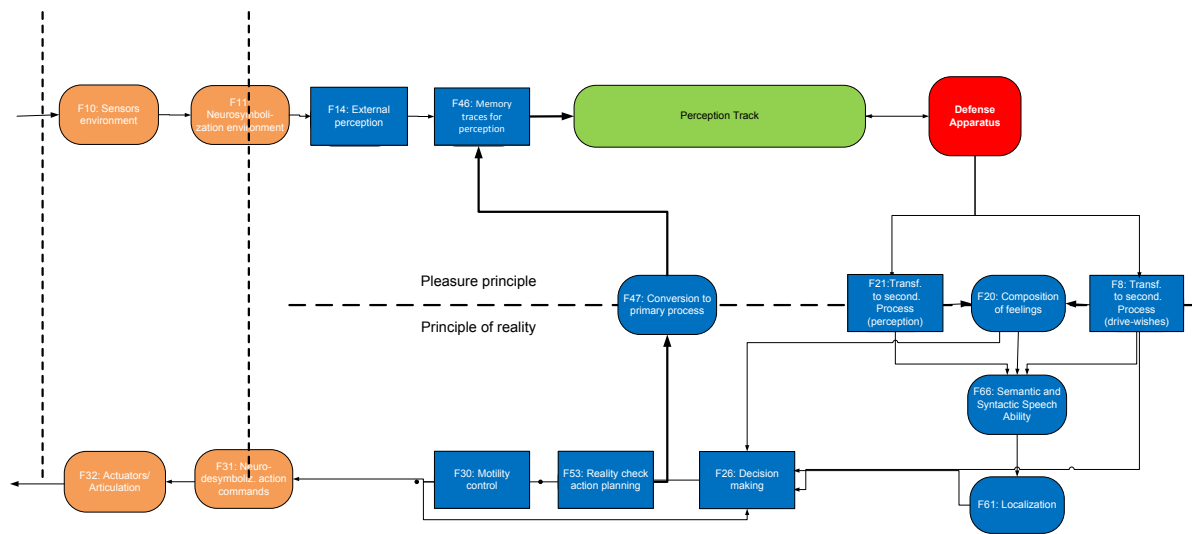 F10: Sensors
environment
F11:
Neurosymboli-
zation environment
F14: External
perception
F46: Memory
traces for
perception
Perception Track
Defense
Apparatus
Pleasure principle
Principle of reality
F47: Conversion to
primary process
F21:Transf.
to second.
Process
(perception)
F20: Composition
of feelings
F8: Transf.
to second.
Process
(drive-wishes)
F66: Semantic and
Syntactic Speech
Ability
F32: Actuators/
Articulation
F31: Neuro-
desymboliz. action
commands
F30: Motility
control
F53: Reality check
action planning
F26: Decision
making
F61: Localization